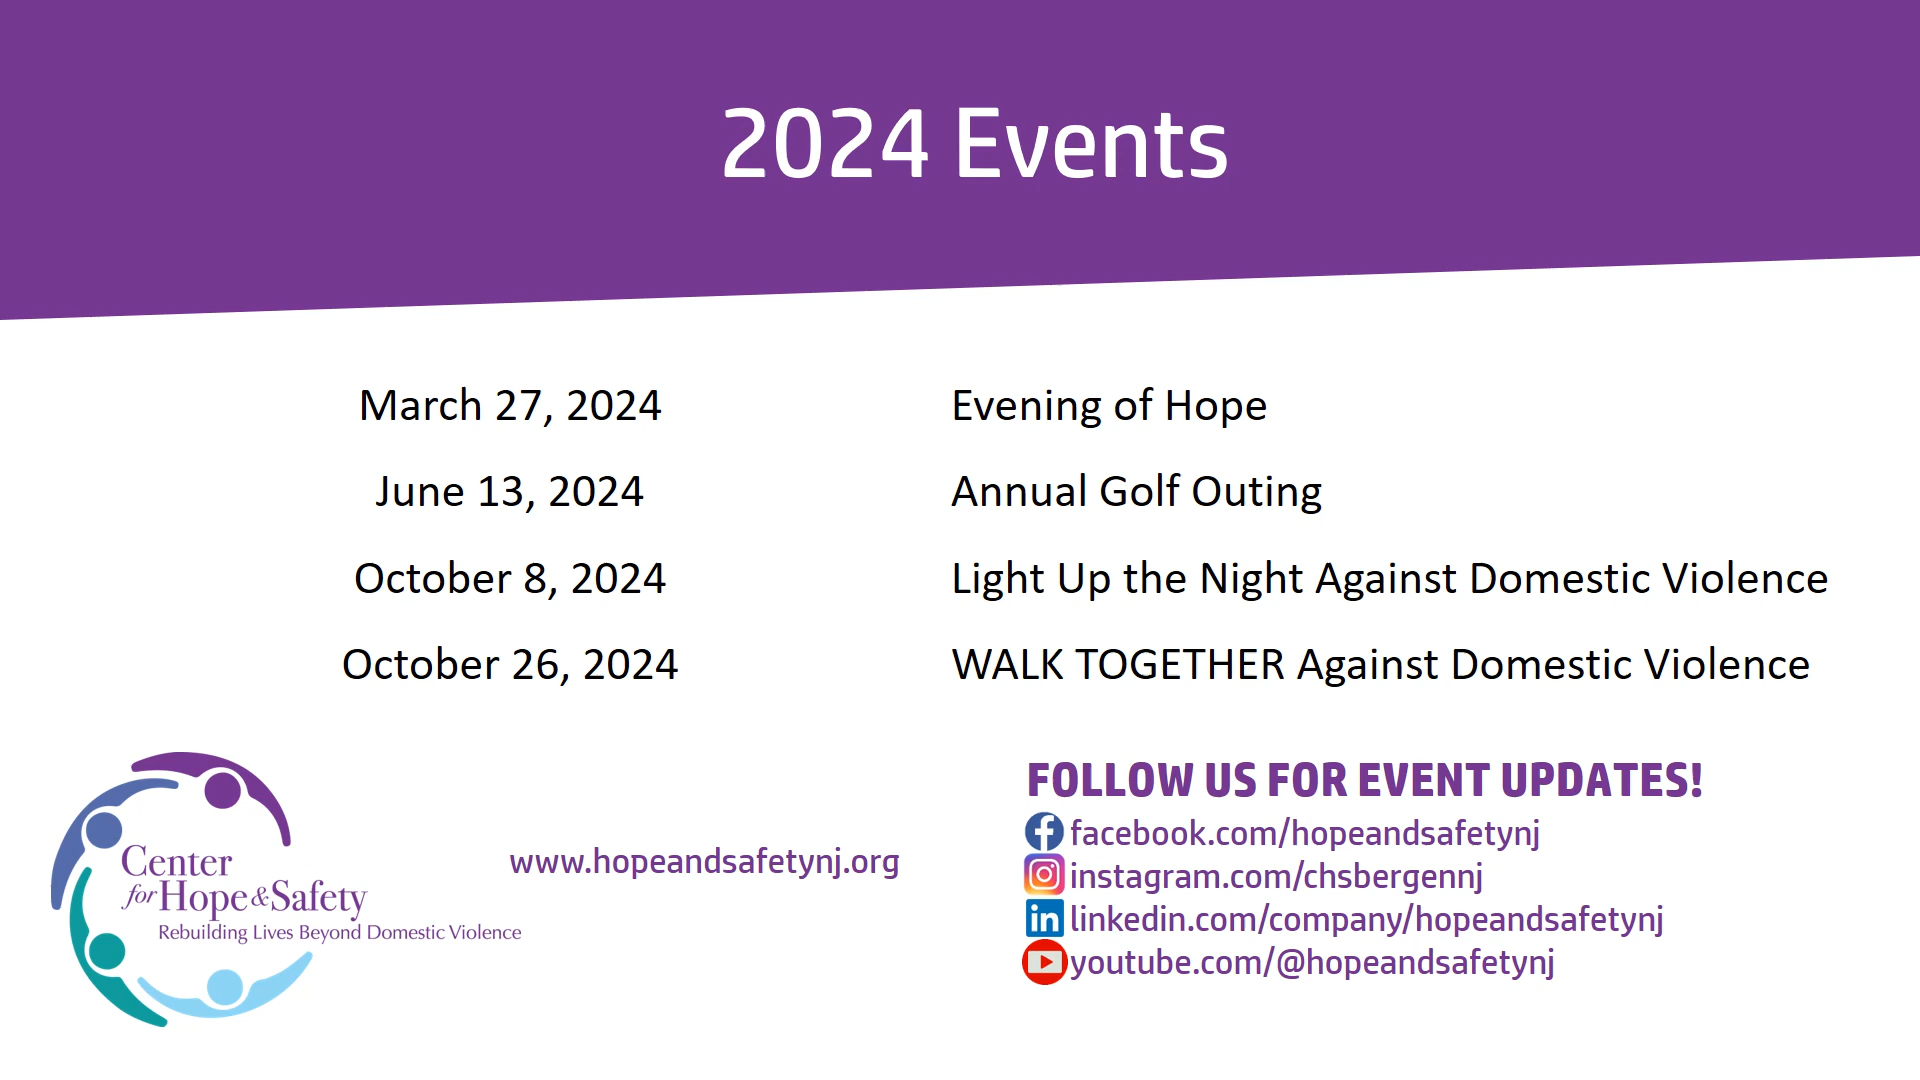 2024 Events
March 27, 2024 Evening of Hope
June 13, 2024 Annual Golf Outing
October 8, 2024 Light Up the Night Against Domestic Violence
October 26, 2024 WALK TOGETHER Against Domestic Violence
Center
for Hope & Safety
Rebuilding Lives Beyond Domestic Violence
www.hopeandsafetynj.org
FOLLOW US FOR EVENT UPDATES!
facebook.com/hopeandsafetynj
instagram.com/chsbergennj
linkedin.com/company/hopeandsafetynj
youtube.com/@hopeandsafetynj